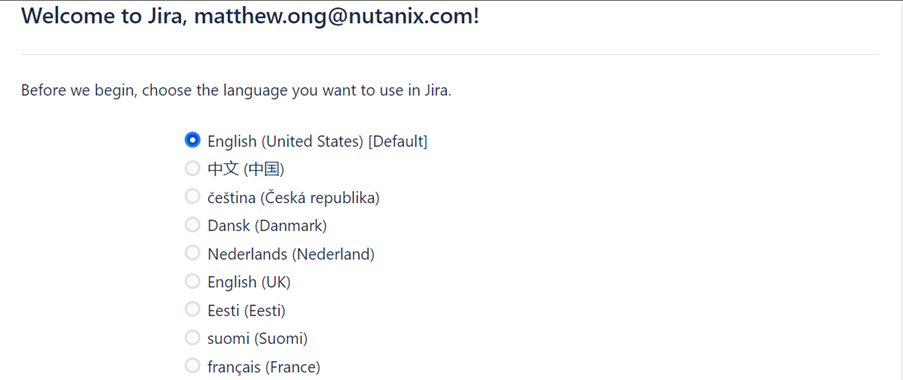 Welcome to Jira, matthew.ong@nutanix.com!
Before we begin, choose the language you want to use in Jira.
English (United States) [Default]
中文 (中国)
čeština (Česká republika)
Dansk (Danmark)
Nederlands (Nederland)
English (UK)
Eesti (Eesti)
suomi (Suomi)
français (France)